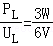 P_L/U_L = 3W/6V